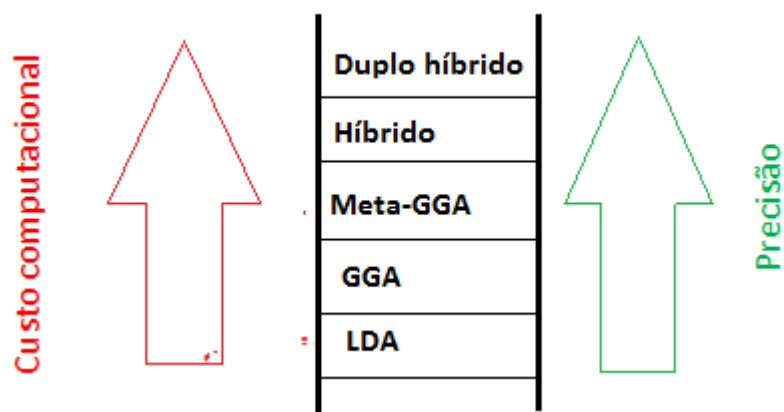 Custo computacional
Duplo híbrido
Híbrido
Meta-GGA
GGA
LDA
Precisão